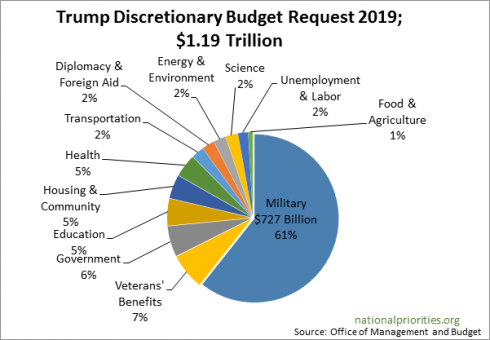 Trump Discretionary Budget Request 2019;
$1.19 Trillion
Energy &
Environment
2%
Science
2%
Diplomacy &
Foreign Aid
2%
Unemployment
& Labor
2%
Food &
Agriculture
1%
Transportation
2%
Health
5%
Housing &
Community
5%
Education
5%
Government
6%
Veterans'
Benefits
7%
Military
$727 Billion
61%
nationalpriorities.org
Source: Office of Management and Budget